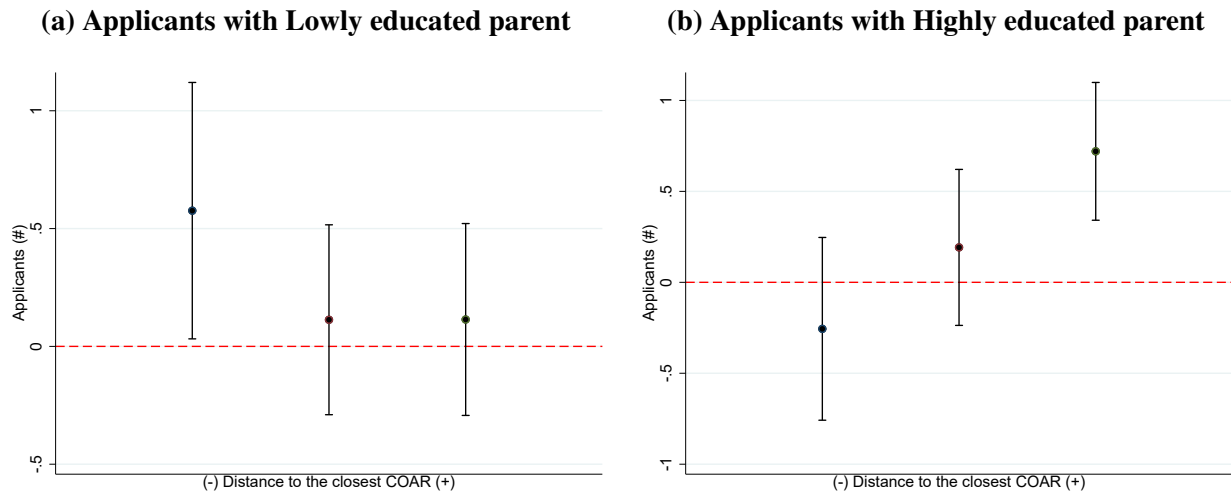 (a) Applicants with Lowly educated parent
Applicants (#)
1
.5
0
-.5
(-) Distance to the closest COAR (+)
(b) Applicants with Highly educated parent
Applicants (#)
1
.5
0
-.5
-1
(-) Distance to the closest COAR (+)